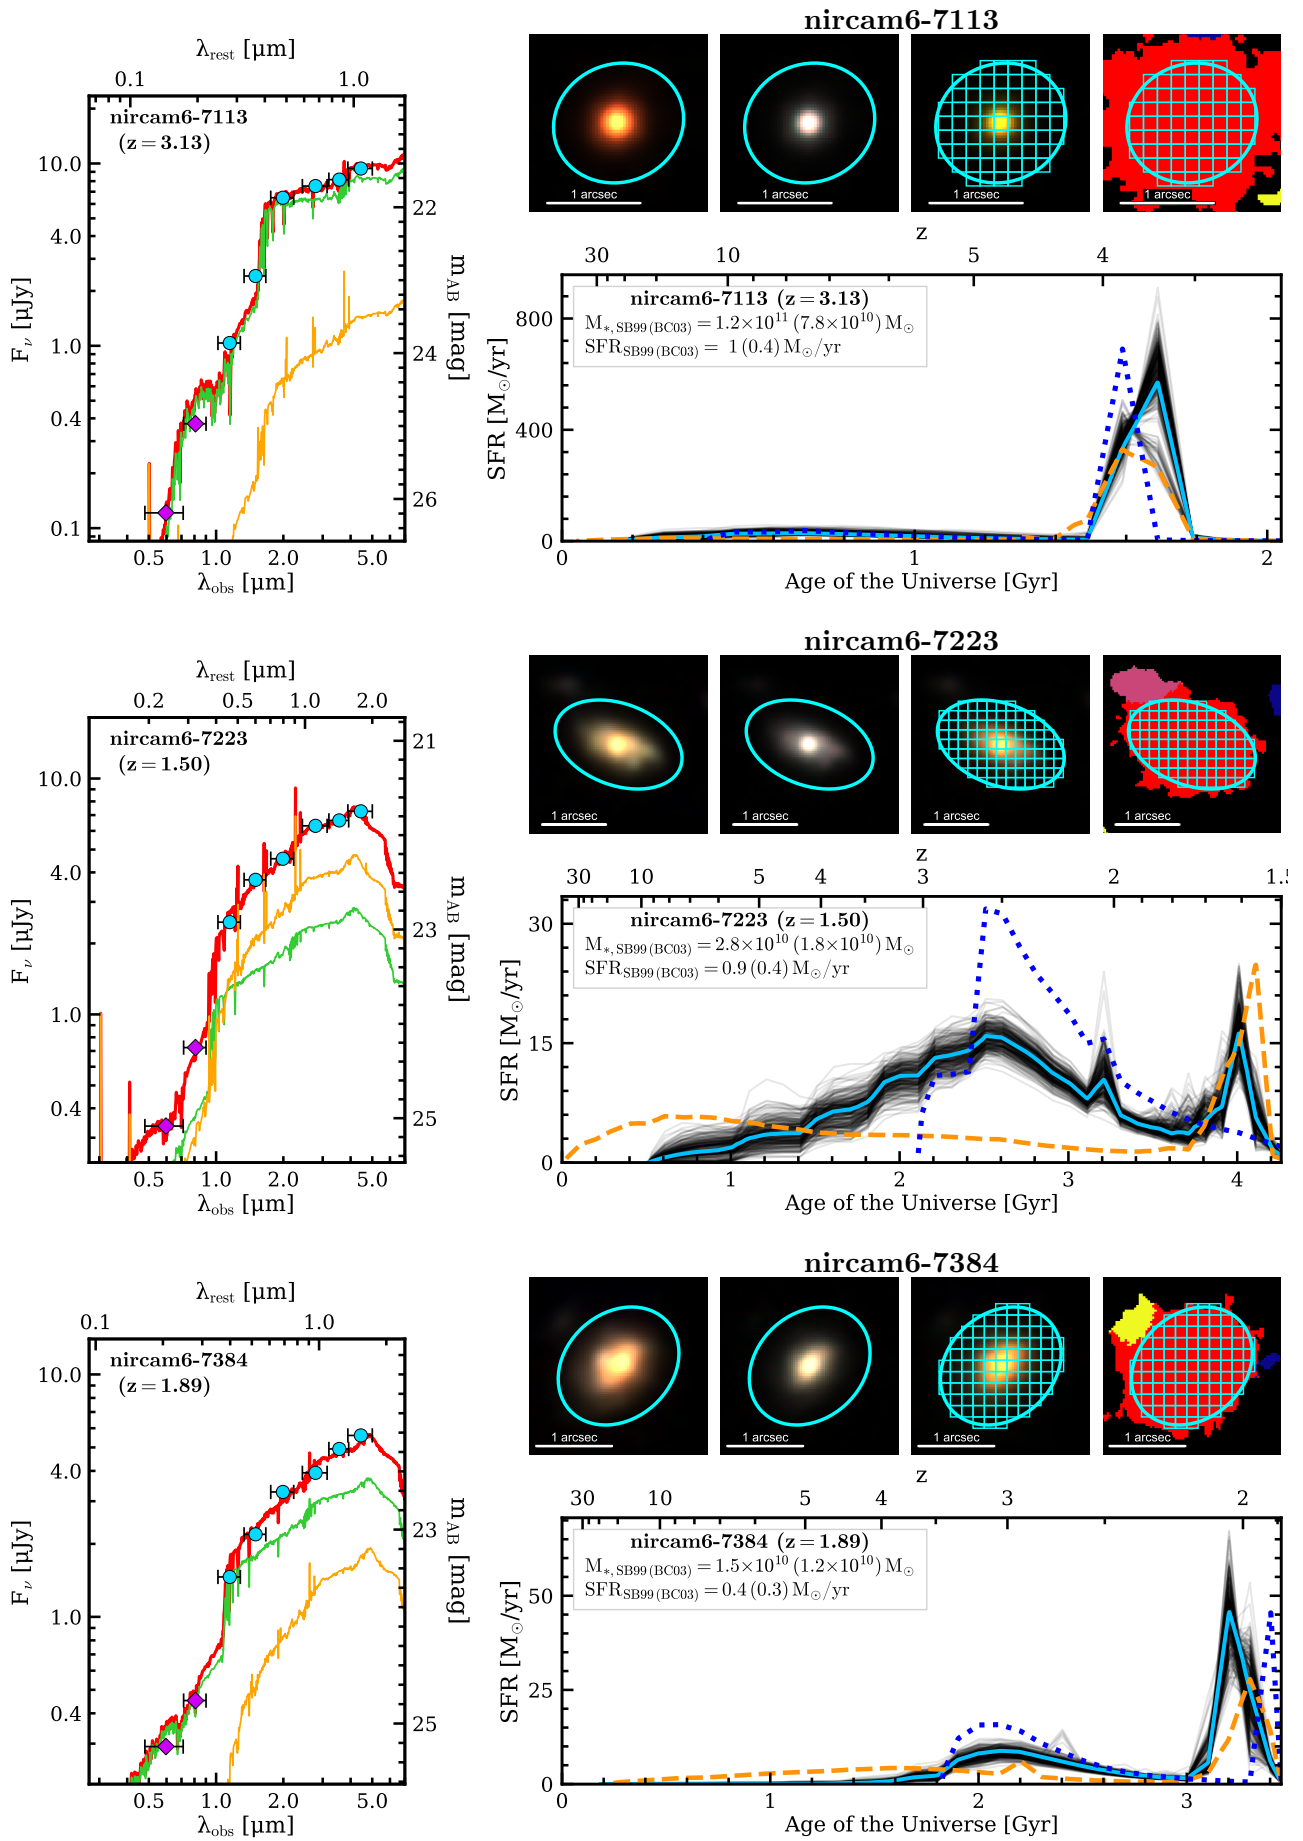 nircam6-7113
λrest [μm]
0.1 1.0
nircam6-7113
(z = 3.13)
10.0
4.0
1.0
0.4
0.1
Fν [μJy]
22
24
26
mAB [mag]
0.5 1.0 2.0 5.0
λobs [μm]
1 arcsec
1 arcsec
1 arcsec
1 arcsec
z
30 10 5 4
nircam6-7113 (z = 3.13)
M*,SB99(BC03) = 1.2×10^11 (7.8×10^10) M⊙
SFRSB99(BC03) = 1 (0.4) M⊙/yr
SFR [M⊙/yr]
800
400
0
0 1 2
Age of the Universe [Gyr]
nircam6-7223
λrest [μm]
0.2 0.5 1.0 2.0
nircam6-7223
(z = 1.50)
10.0
4.0
1.0
0.4
Fν [μJy]
21
23
25
mAB [mag]
0.5 1.0 2.0 5.0
λobs [μm]
1 arcsec
1 arcsec
1 arcsec
1 arcsec
z
30 10 5 4 3 2 1.5
nircam6-7223 (z = 1.50)
M*,SB99(BC03) = 2.8×10^10 (1.8×10^10) M⊙
SFRSB99(BC03) = 0.9 (0.4) M⊙/yr
SFR [M⊙/yr]
30
15
0
0 1 2 3 4
Age of the Universe [Gyr]
nircam6-7384
λrest [μm]
0.1 1.0
nircam6-7384
(z = 1.89)
10.0
4.0
1.0
0.4
Fν [μJy]
23
25
mAB [mag]
0.5 1.0 2.0 5.0
λobs [μm]
1 arcsec
1 arcsec
1 arcsec
1 arcsec
z
30 10 5 4 3 2
nircam6-7384 (z = 1.89)
M*,SB99(BC03) = 1.5×10^10 (1.2×10^10) M⊙
SFRSB99(BC03) = 0.4 (0.3) M⊙/yr
SFR [M⊙/yr]
50
25
0
0 1 2 3
Age of the Universe [Gyr]